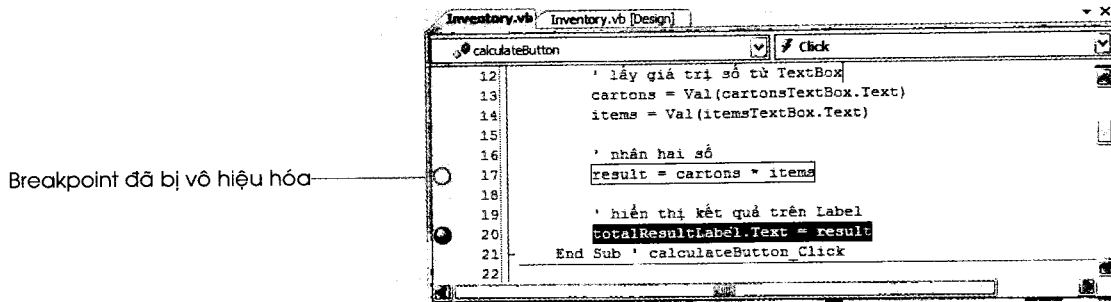 Inventory.vb Inventory.vb [Design]
calculateButton Click
12 ' lấy giá trị số từ TextBox
13 cartons = Val(cartonsTextBox.Text)
14 items = Val(itemsTextBox.Text)
15
16 ' nhân hai số
Breakpoint đã bị vô hiệu hóa
17 result = cartons * items
18
19 ' hiển thị kết quả trên Label
20 totalResultLabel.Text = result
21 End Sub ' calculateButton_Click
22